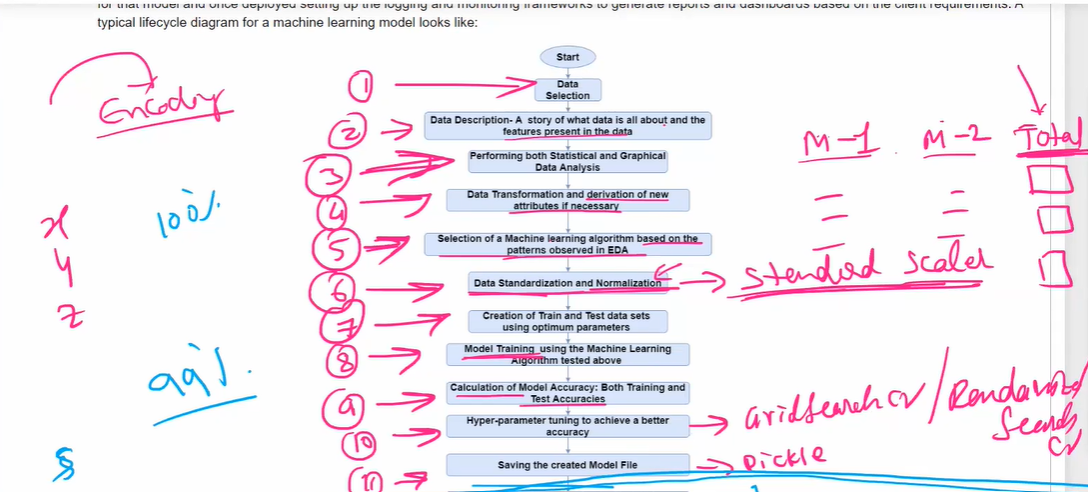 for that model and once deployed setting up the logging and monitoring frameworks to generate reports and dashboards based on the client requirements. A
typical lifecycle diagram for a machine learning model looks like:
Start
1
Data
Selection
Encoding
2
Data Description- A story of what data is all about and the
features present in the data
M-1 M-2 Total
3
Performing both Statistical and Graphical
Data Analysis
4
Data Transformation and derivation of new
attributes if necessary
100%
x
5
Selection of a Machine learning algorithm based on the
patterns observed in EDA
y
6
Data Standardization and Normalization
standard scaler
z
7
Creation of Train and Test data sets
using optimum parameters
8
Model Training using the Machine Learning
Algorithm tested above
99%.
9
Calculation of Model Accuracy: Both Training and
Test Accuracies
10
Hyper-parameter tuning to achieve a better
accuracy
GridSearchCV / Randamized
Search
CV
11
Saving the created Model File
Pickle